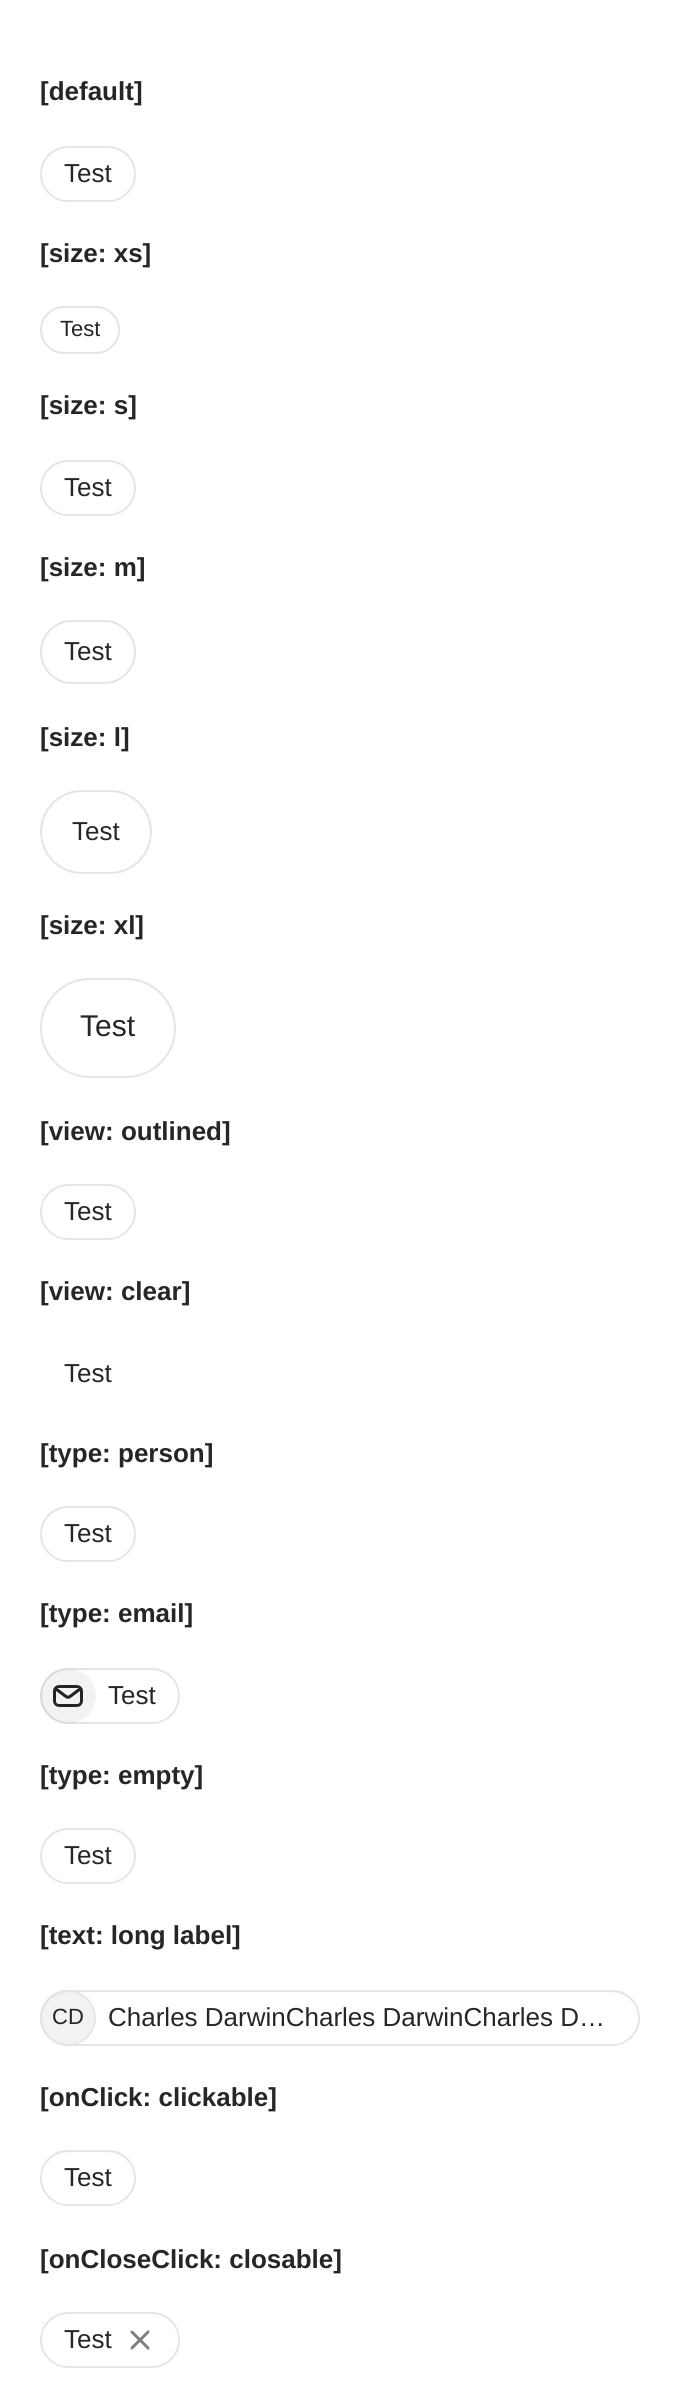 [default]
Test
[size: xs]
Test
[size: s]
Test
[size: m]
Test
[size: l]
Test
[size: xl]
Test
[view: outlined]
Test
[view: clear]
Test
[type: person]
Test
[type: email]
Test
[type: empty]
Test
[text: long label]
CD Charles DarwinCharles DarwinCharles D…
[onClick: clickable]
Test
[onCloseClick: closable]
Test